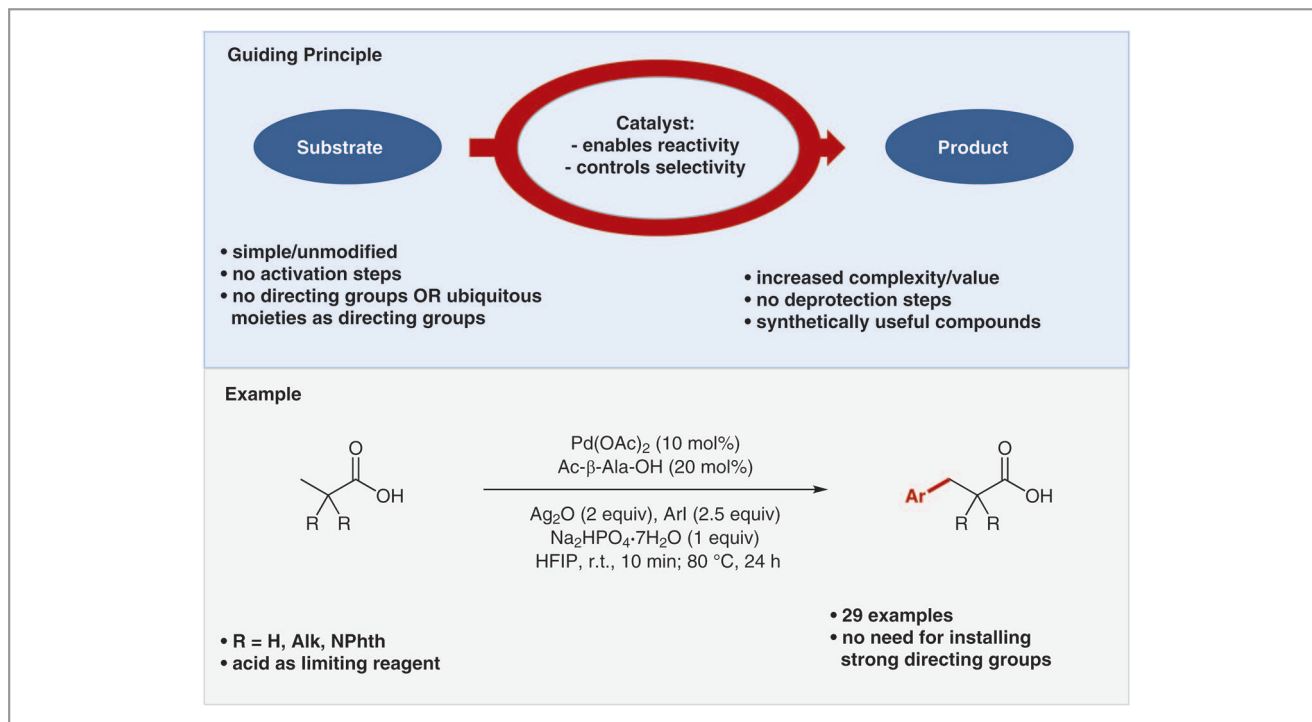 Guiding Principle
Substrate
Catalyst:
- enables reactivity
- controls selectivity
Product
• simple/unmodified
• no activation steps
• no directing groups OR ubiquitous
moieties as directing groups
• increased complexity/value
• no deprotection steps
• synthetically useful compounds
Example
O
OH
R R
Pd(OAc)₂ (10 mol%)
Ac-β-Ala-OH (20 mol%)
Ag₂O (2 equiv), ArI (2.5 equiv)
Na₂HPO₄·7H₂O (1 equiv)
HFIP, r.t., 10 min; 80 °C, 24 h
O
Ar
OH
R R
• R = H, Alk, NPhth
• acid as limiting reagent
• 29 examples
• no need for installing
strong directing groups